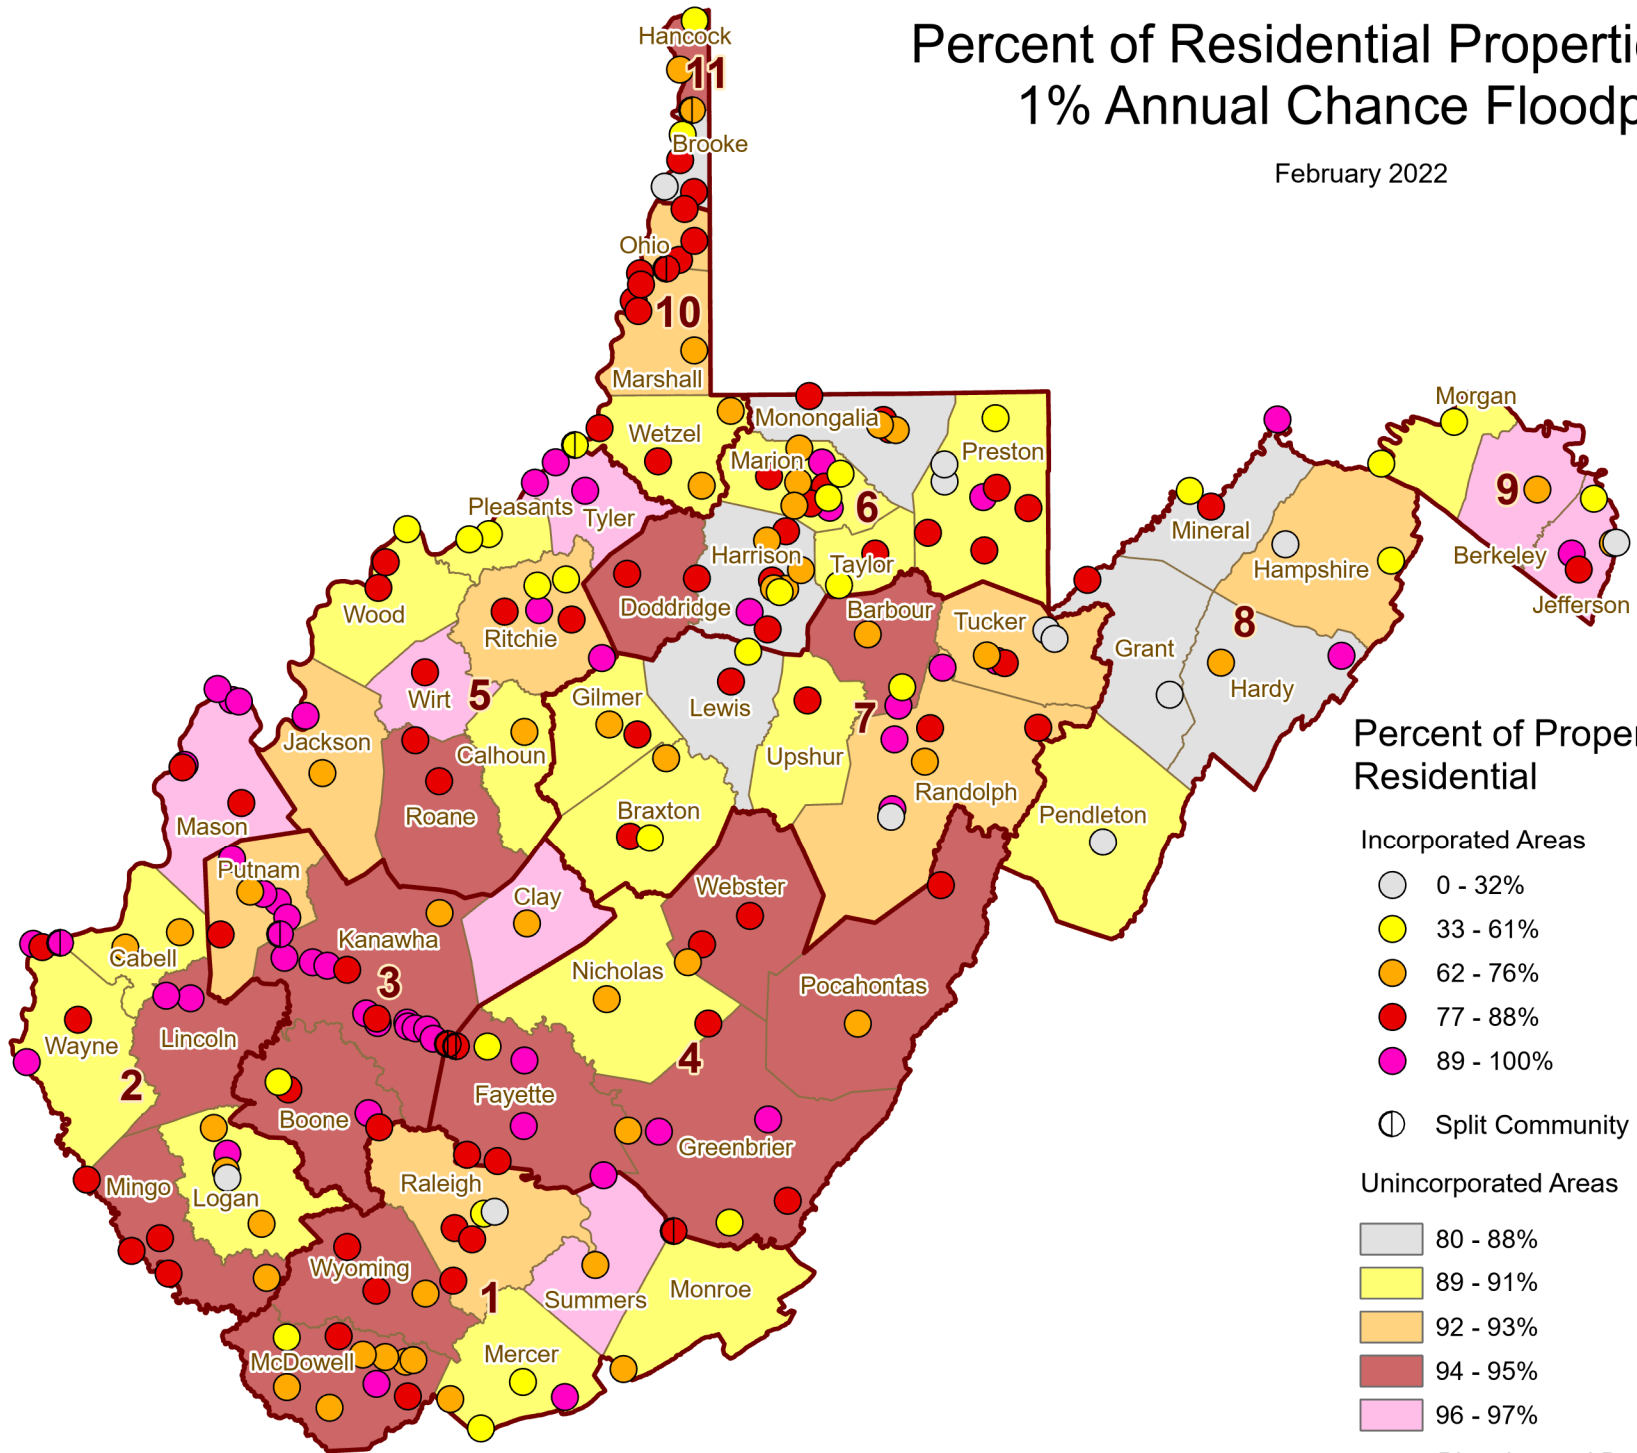 Percent of Residential Properti
1% Annual Chance Floodp
February 2022
Hancock
11
Brooke
Ohio
10
Marshall
Wetzel
Monongalia
Marion
Preston
Morgan
Pleasants
Tyler
6
9
Mineral
Harrison
Taylor
Hampshire
Berkeley
Doddridge
Barbour
Wood
Ritchie
Tucker
8
Jefferson
Grant
Wirt
5
Gilmer
Lewis
7
Hardy
Jackson
Calhoun
Upshur
Randolph
Roane
Braxton
Pendleton
Mason
Putnam
Clay
Webster
Kanawha
Cabell
3
Nicholas
Pocahontas
Lincoln
Wayne
2
4
Fayette
Boone
Greenbrier
Mingo
Logan
Raleigh
Wyoming
1
Summers
Monroe
McDowell
Mercer
Percent of Proper
Residential
Incorporated Areas
0 - 32%
33 - 61%
62 - 76%
77 - 88%
89 - 100%
Split Community
Unincorporated Areas
80 - 88%
89 - 91%
92 - 93%
94 - 95%
96 - 97%